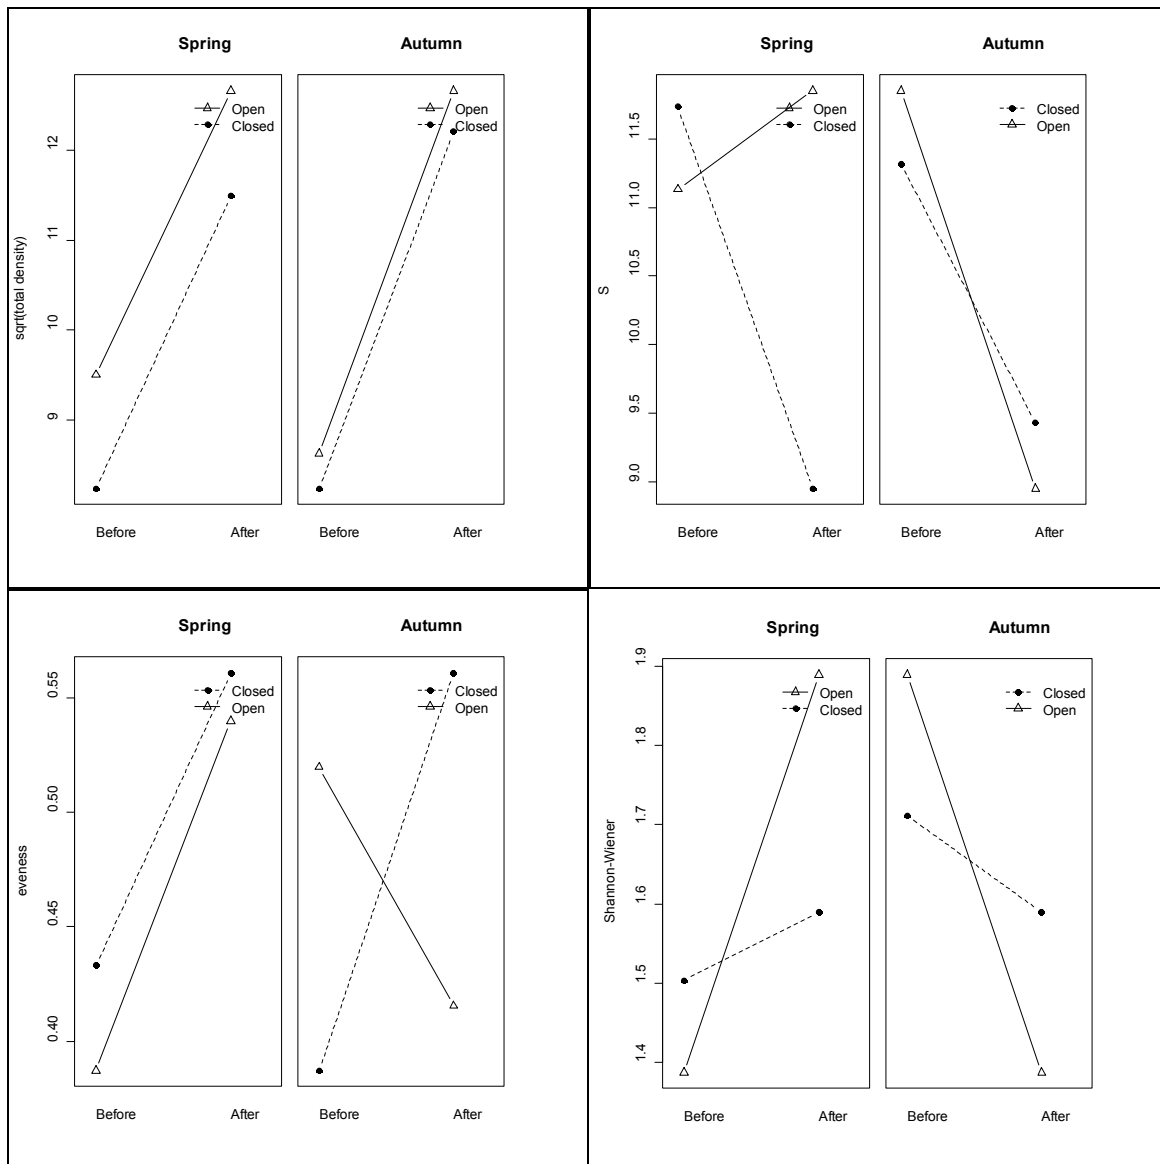 Spring Autumn
Open
Closed
Open
Closed
sqrt(total density)
12
11
10
9
Before After Before After
Spring Autumn
Open
Closed
Closed
Open
S
11.5
11.0
10.5
10.0
9.5
9.0
Before After Before After
Spring Autumn
Closed
Open
Closed
Open
eveness
0.55
0.50
0.45
0.40
Before After Before After
Spring Autumn
Open
Closed
Closed
Open
Shannon-Wiener
1.9
1.8
1.7
1.6
1.5
1.4
Before After Before After